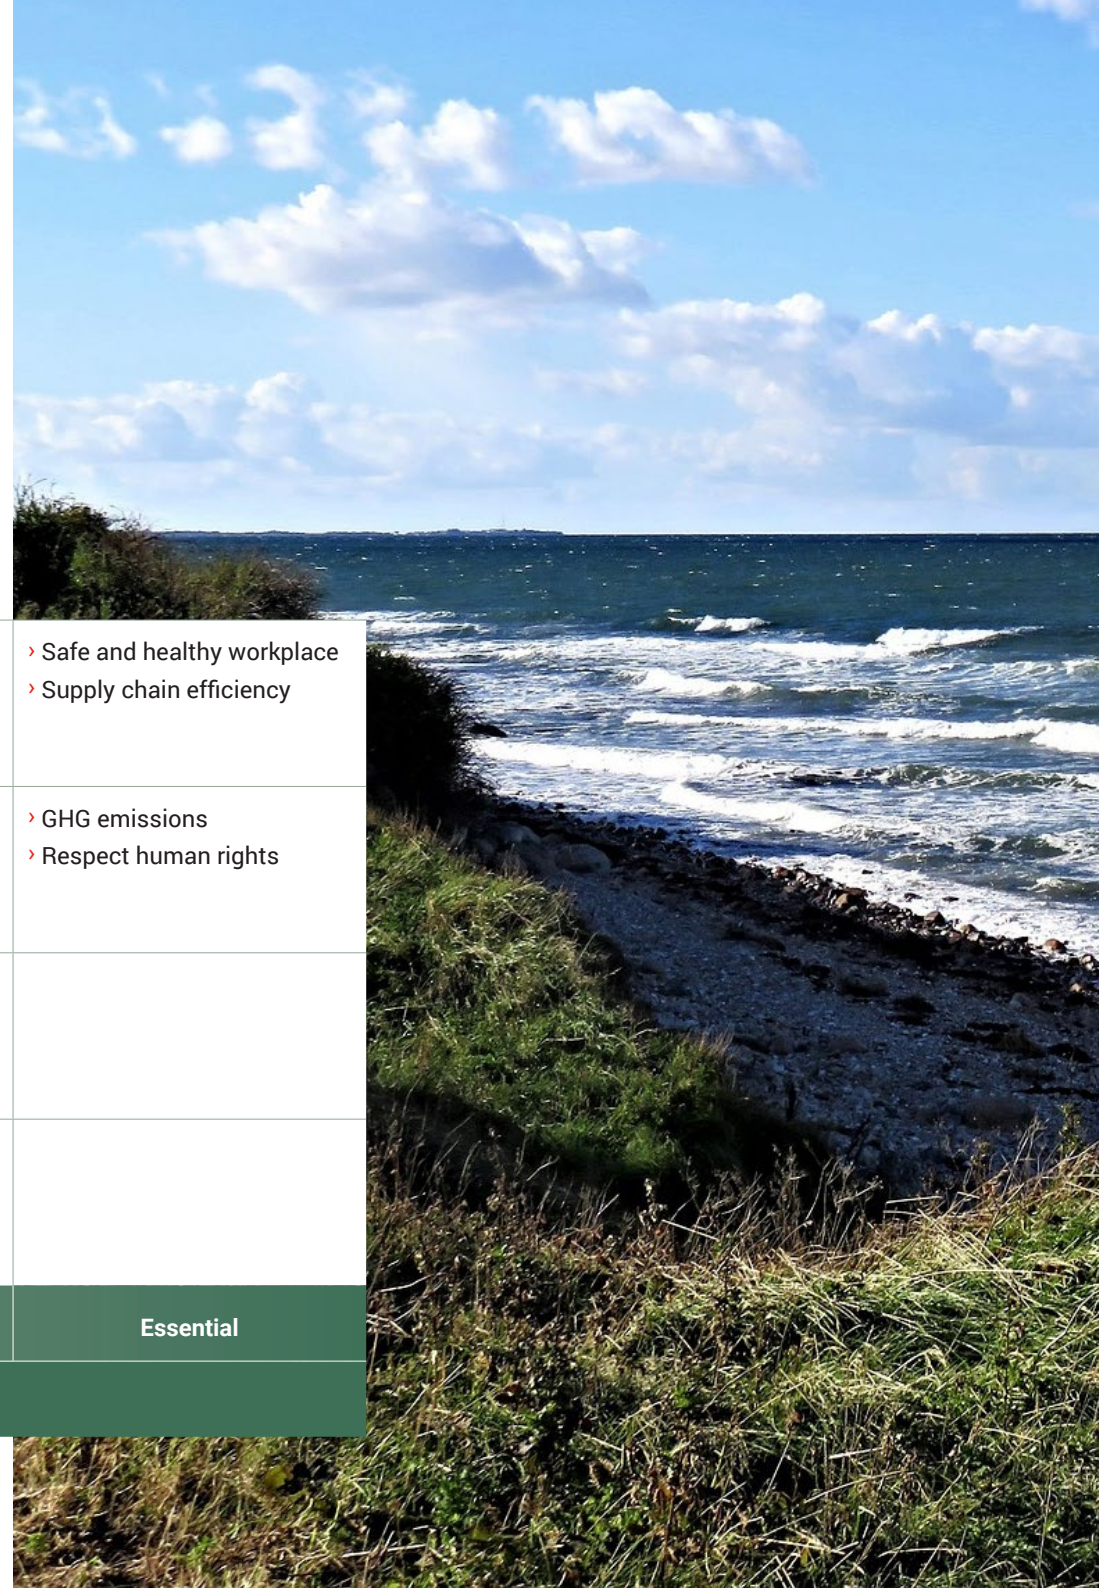 › Safe and healthy workplace
› Supply chain efficiency
› GHG emissions
› Respect human rights
Essential